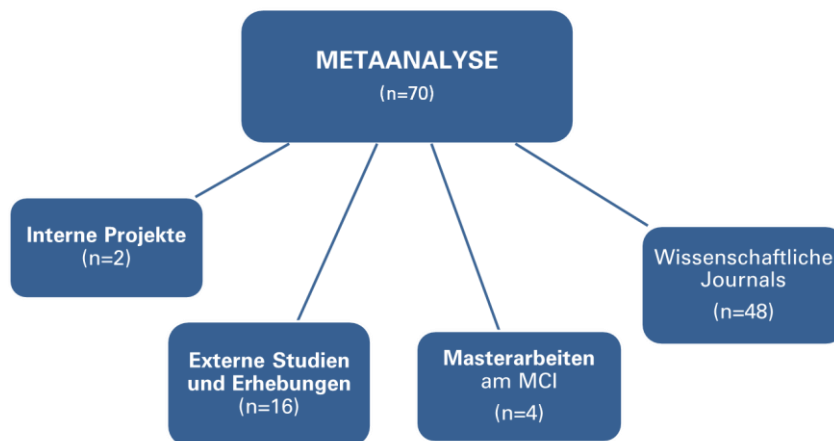 METAANALYSE
(n=70)
Interne Projekte
(n=2)
Externe Studien
und Erhebungen
(n=16)
Masterarbeiten
am MCI
(n=4)
Wissenschaftliche
Journals
(n=48)